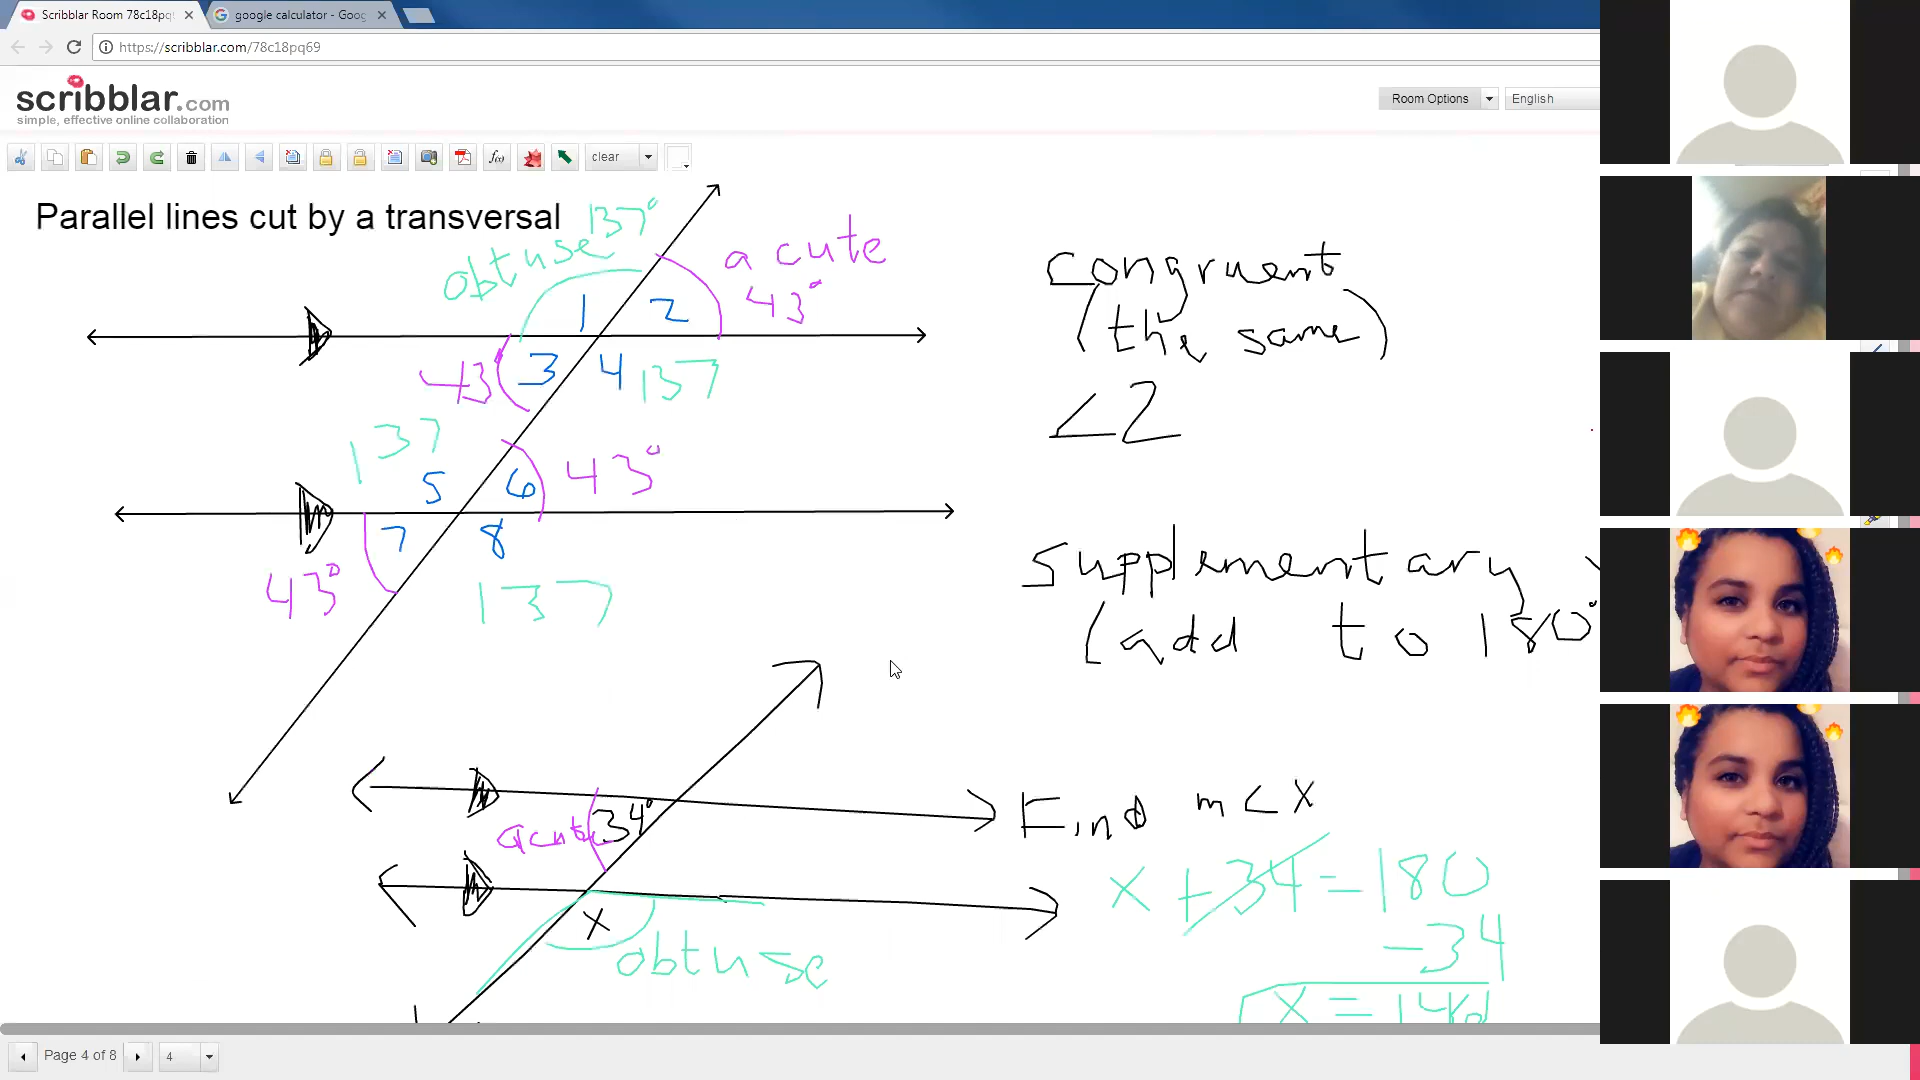 Scribblar Room 78c18pq
google calculator - Goog
https://scribblar.com/78c18pq69
scribblar.com
simple, effective online collaboration
Room Options
English
f(x)
clear
Parallel lines cut by a transversal
137°
obtuse
acute
43°
1 2
43 3 4 137
137
5 6 43°
7 8
43° 137
congruent
(the same)
∠2
supplementary
(add to 180°
34°
acute
x
obtuse
Find m<x
x + 34 = 180
-34
x = 146
Page 4 of 8
4